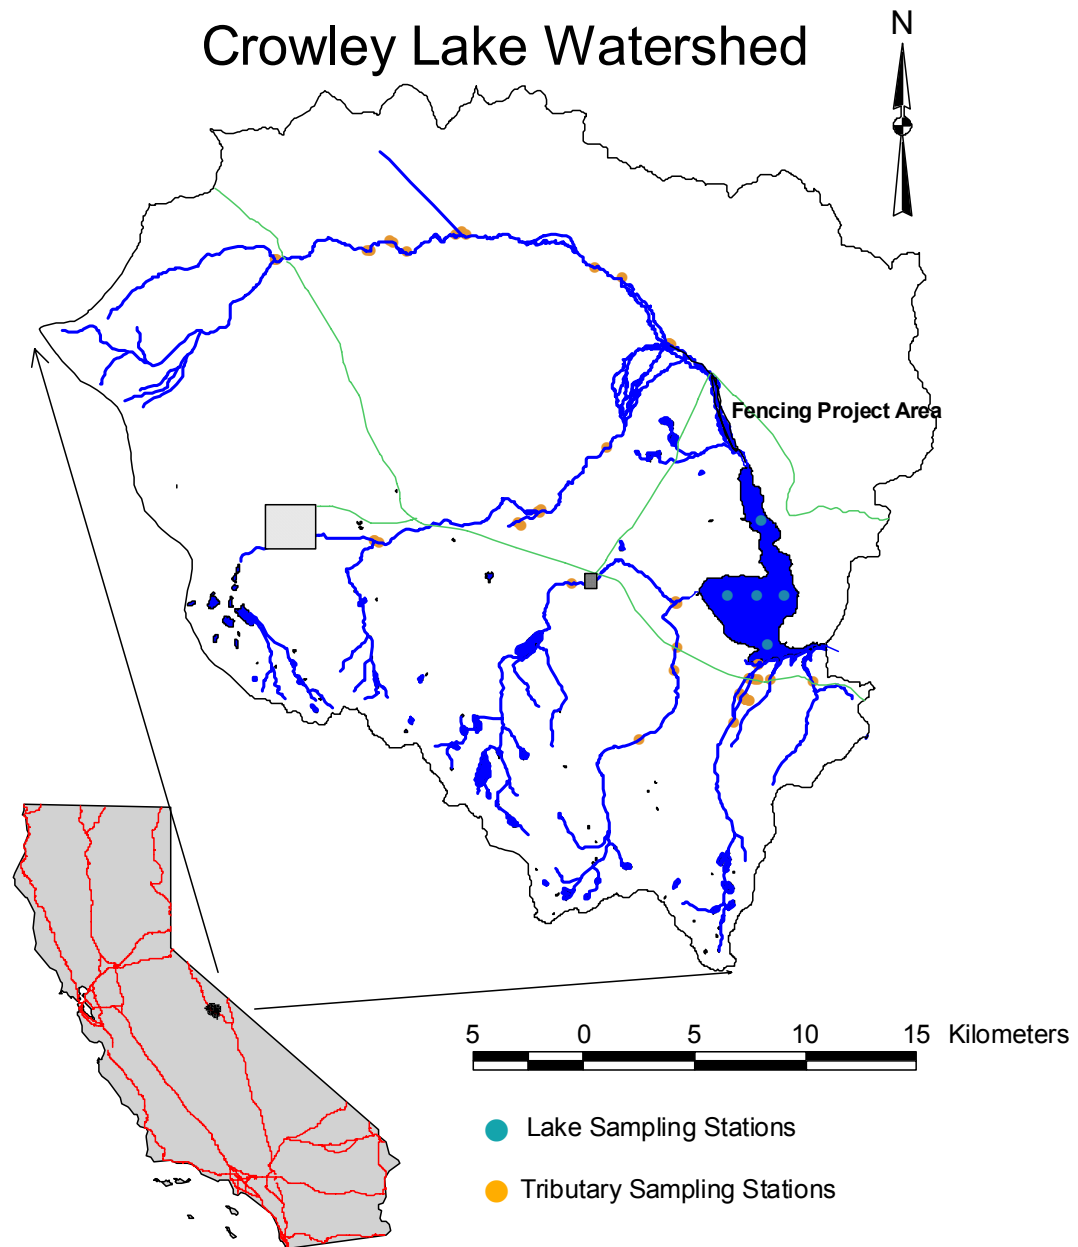 Crowley Lake Watershed
N
Fencing Project Area
5 0 5 10 15 Kilometers
Lake Sampling Stations
Tributary Sampling Stations